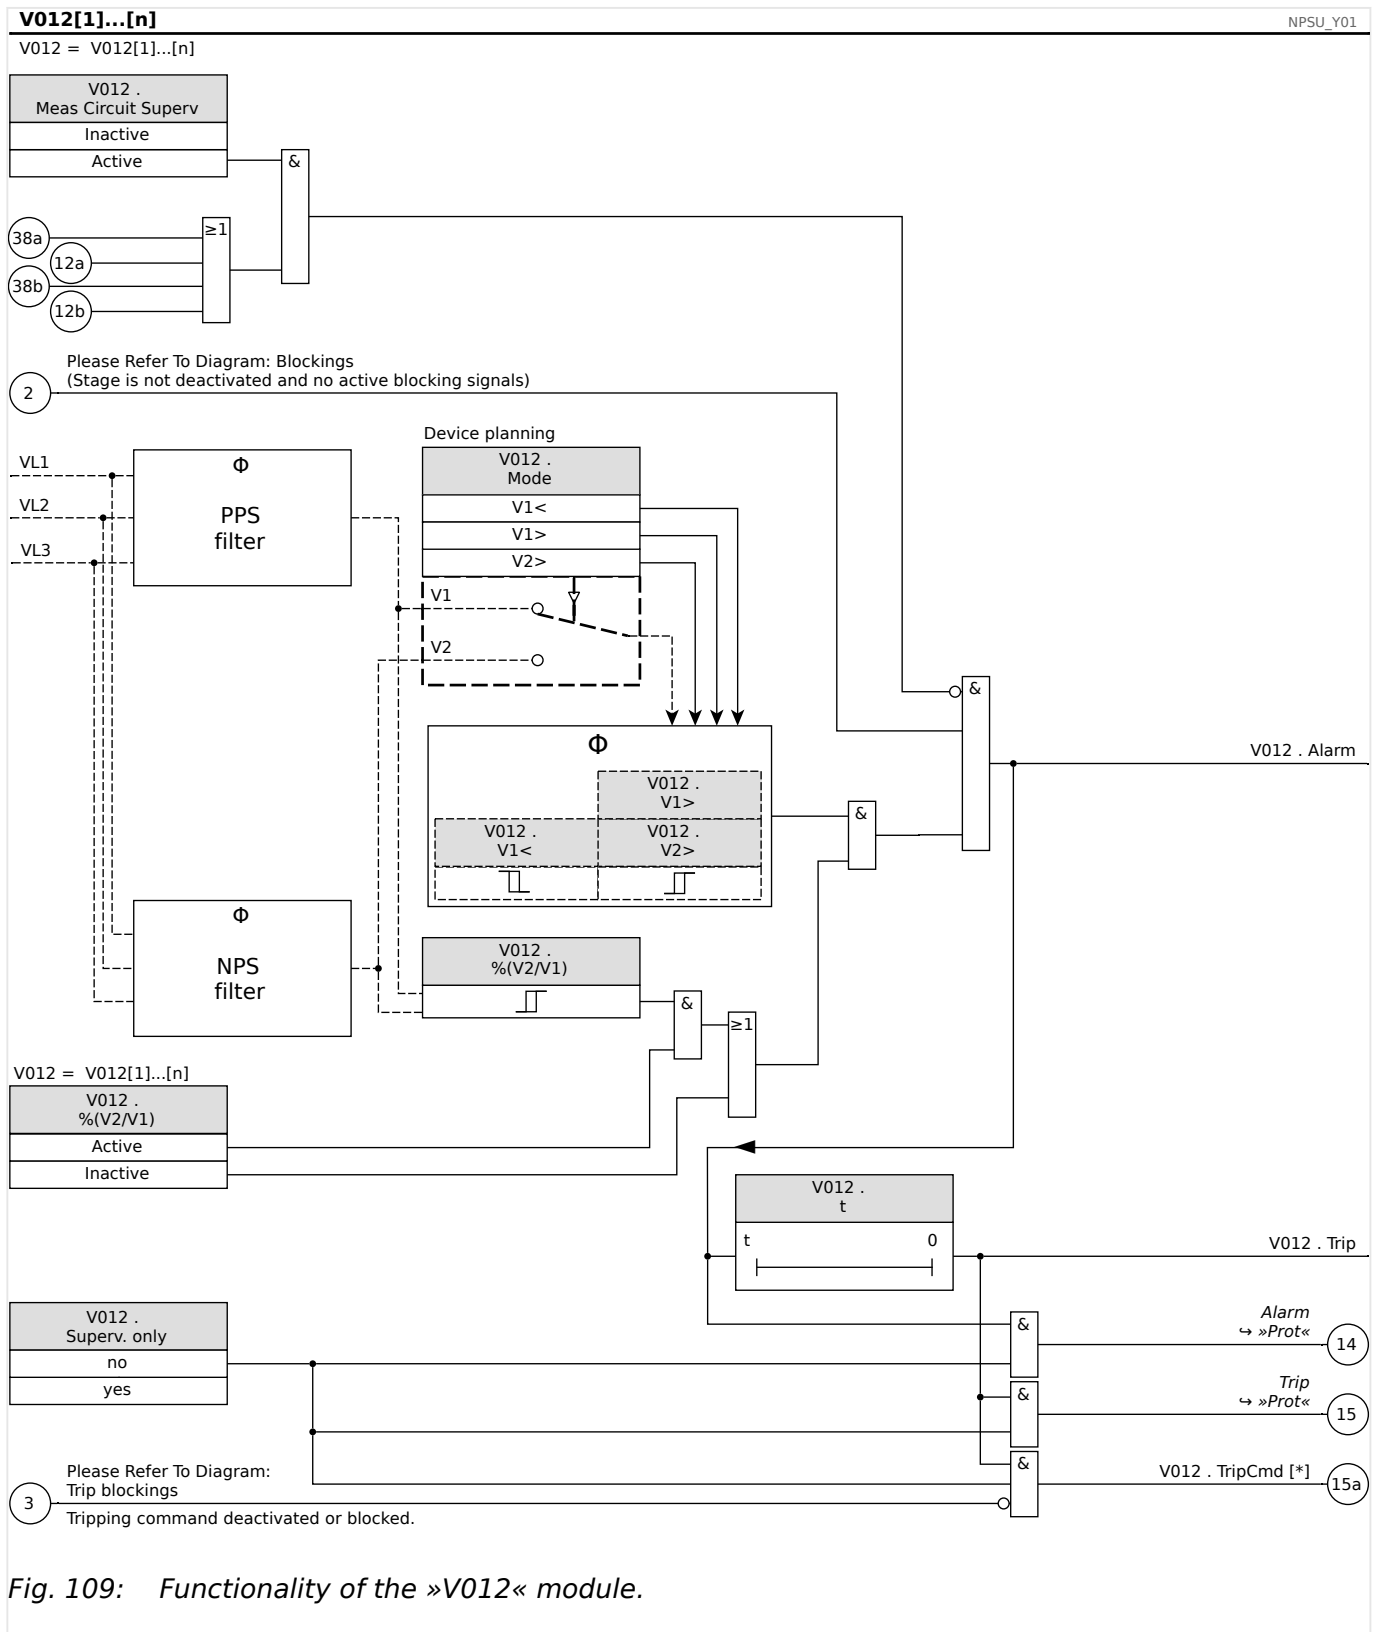 V012[1]...[n]
NPSU_Y01
V012 = V012[1]...[n]
V012 .
Meas Circuit Superv
Inactive
Active
&
38a
≥1
12a
38b
12b
Please Refer To Diagram: Blockings
(Stage is not deactivated and no active blocking signals)
2
Device planning
VL1
VL2
VL3
Φ
PPS
filter
V012 .
Mode
V1<
V1>
V2>
V1
V2
&
V012 . Alarm
Φ
V012 .
V1>
V012 .
V1<
V012 .
V2>
&
Φ
NPS
filter
V012 .
%(V2/V1)
&
≥1
V012 = V012[1]...[n]
V012 .
%(V2/V1)
Active
Inactive
V012 .
t
t
0
V012 . Trip
V012 .
Superv. only
no
yes
&
Alarm
↪ »Prot«
14
&
Trip
↪ »Prot«
15
&
V012 . TripCmd [*]
15a
Please Refer To Diagram:
Trip blockings
3
Tripping command deactivated or blocked.
Fig. 109: Functionality of the »V012« module.